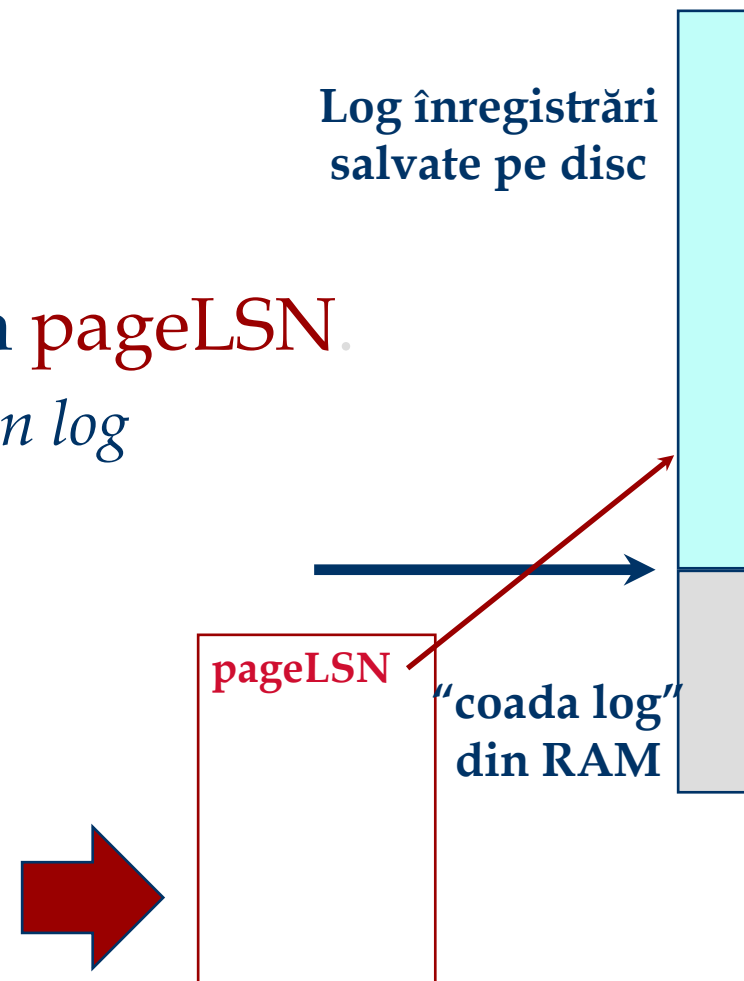 Log înregistrări
salvate pe disc
pageLSN.
n log
pageLSN
“coada log”
din RAM